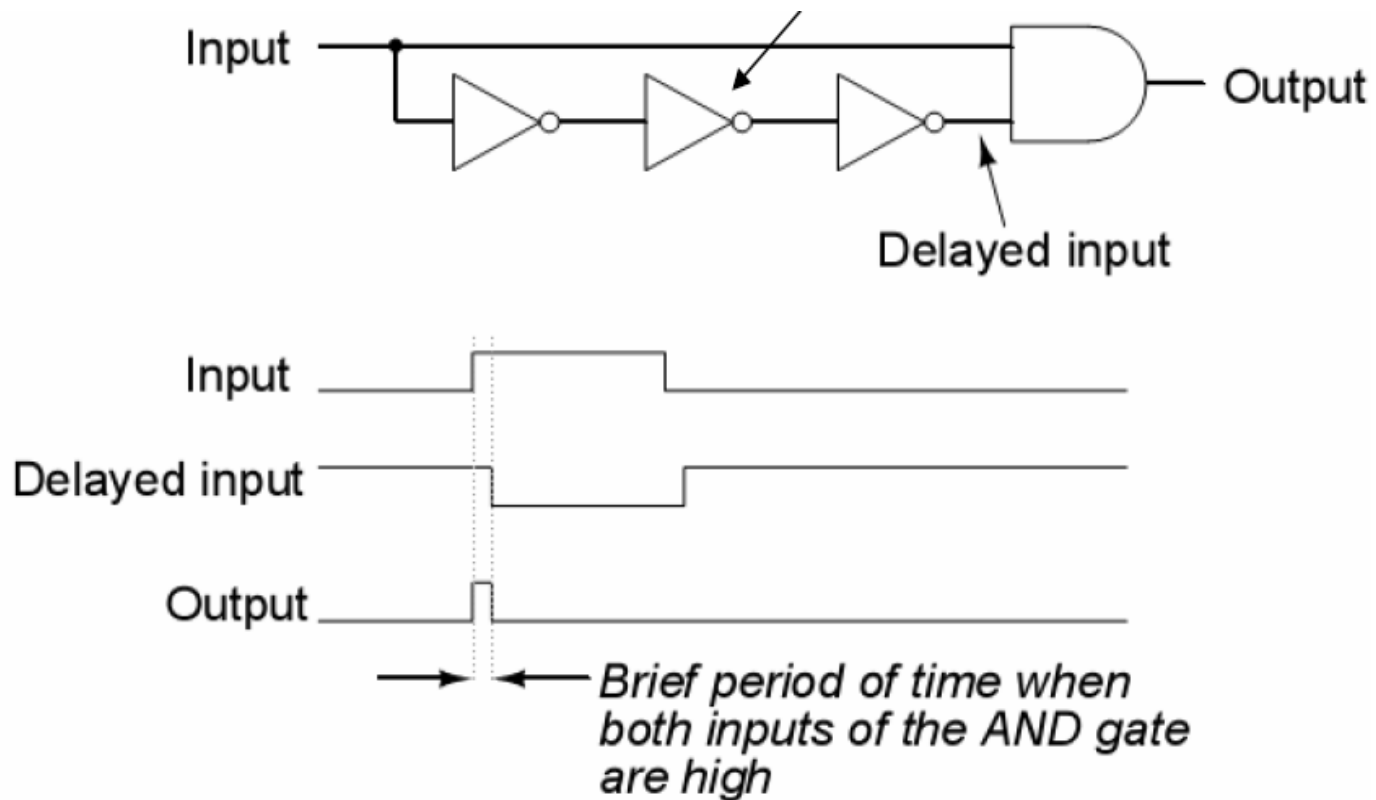 Input
Output
Delayed input
Input
Delayed input
Output
Brief period of time when
both inputs of the AND gate
are high